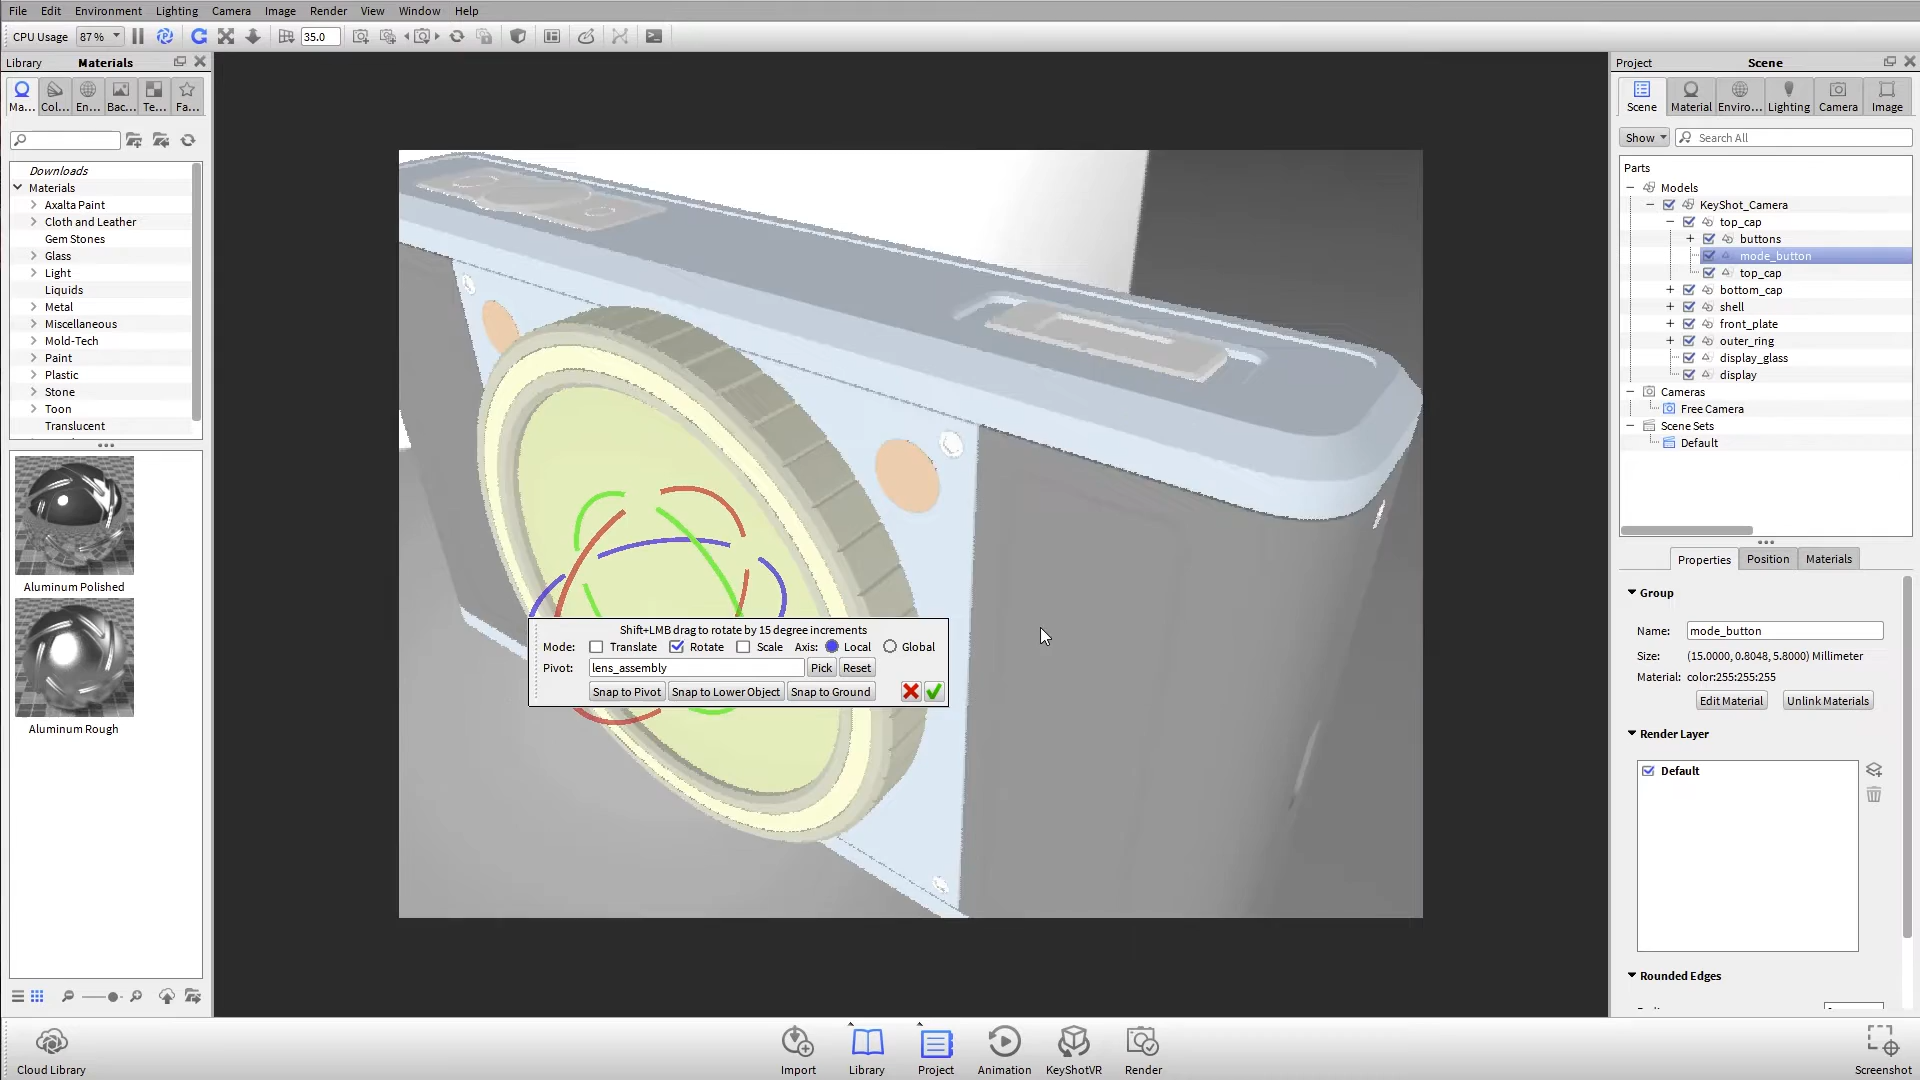 File Edit Environment Lighting Camera Image Render View Window Help
CPU Usage 87 % 35.0
Library Materials
Ma... Col... En... Bac... Te... Fa...
Downloads
Materials
Axalta Paint
Cloth and Leather
Gem Stones
Glass
Light
Liquids
Metal
Miscellaneous
Mold-Tech
Paint
Plastic
Stone
Toon
Translucent
Aluminum Polished
Aluminum Rough
Shift+LMB drag to rotate by 15 degree increments
Mode: Translate Rotate Scale Axis: Local Global
Pivot: lens_assembly Pick Reset
Snap to Pivot Snap to Lower Object Snap to Ground
Project Scene
Scene Material Enviro... Lighting Camera Image
Show Search All
Parts
Models
KeyShot_Camera
top_cap
buttons
mode_button
top_cap
bottom_cap
shell
front_plate
outer_ring
display_glass
display
Cameras
Free Camera
Scene Sets
Default
Properties Position Materials
Group
Name: mode_button
Size: (15.0000, 0.8048, 5.8000) Millimeter
Material: color:255:255:255
Edit Material Unlink Materials
Render Layer
Default
Rounded Edges
Cloud Library Import Library Project Animation KeyShotVR Render Screenshot